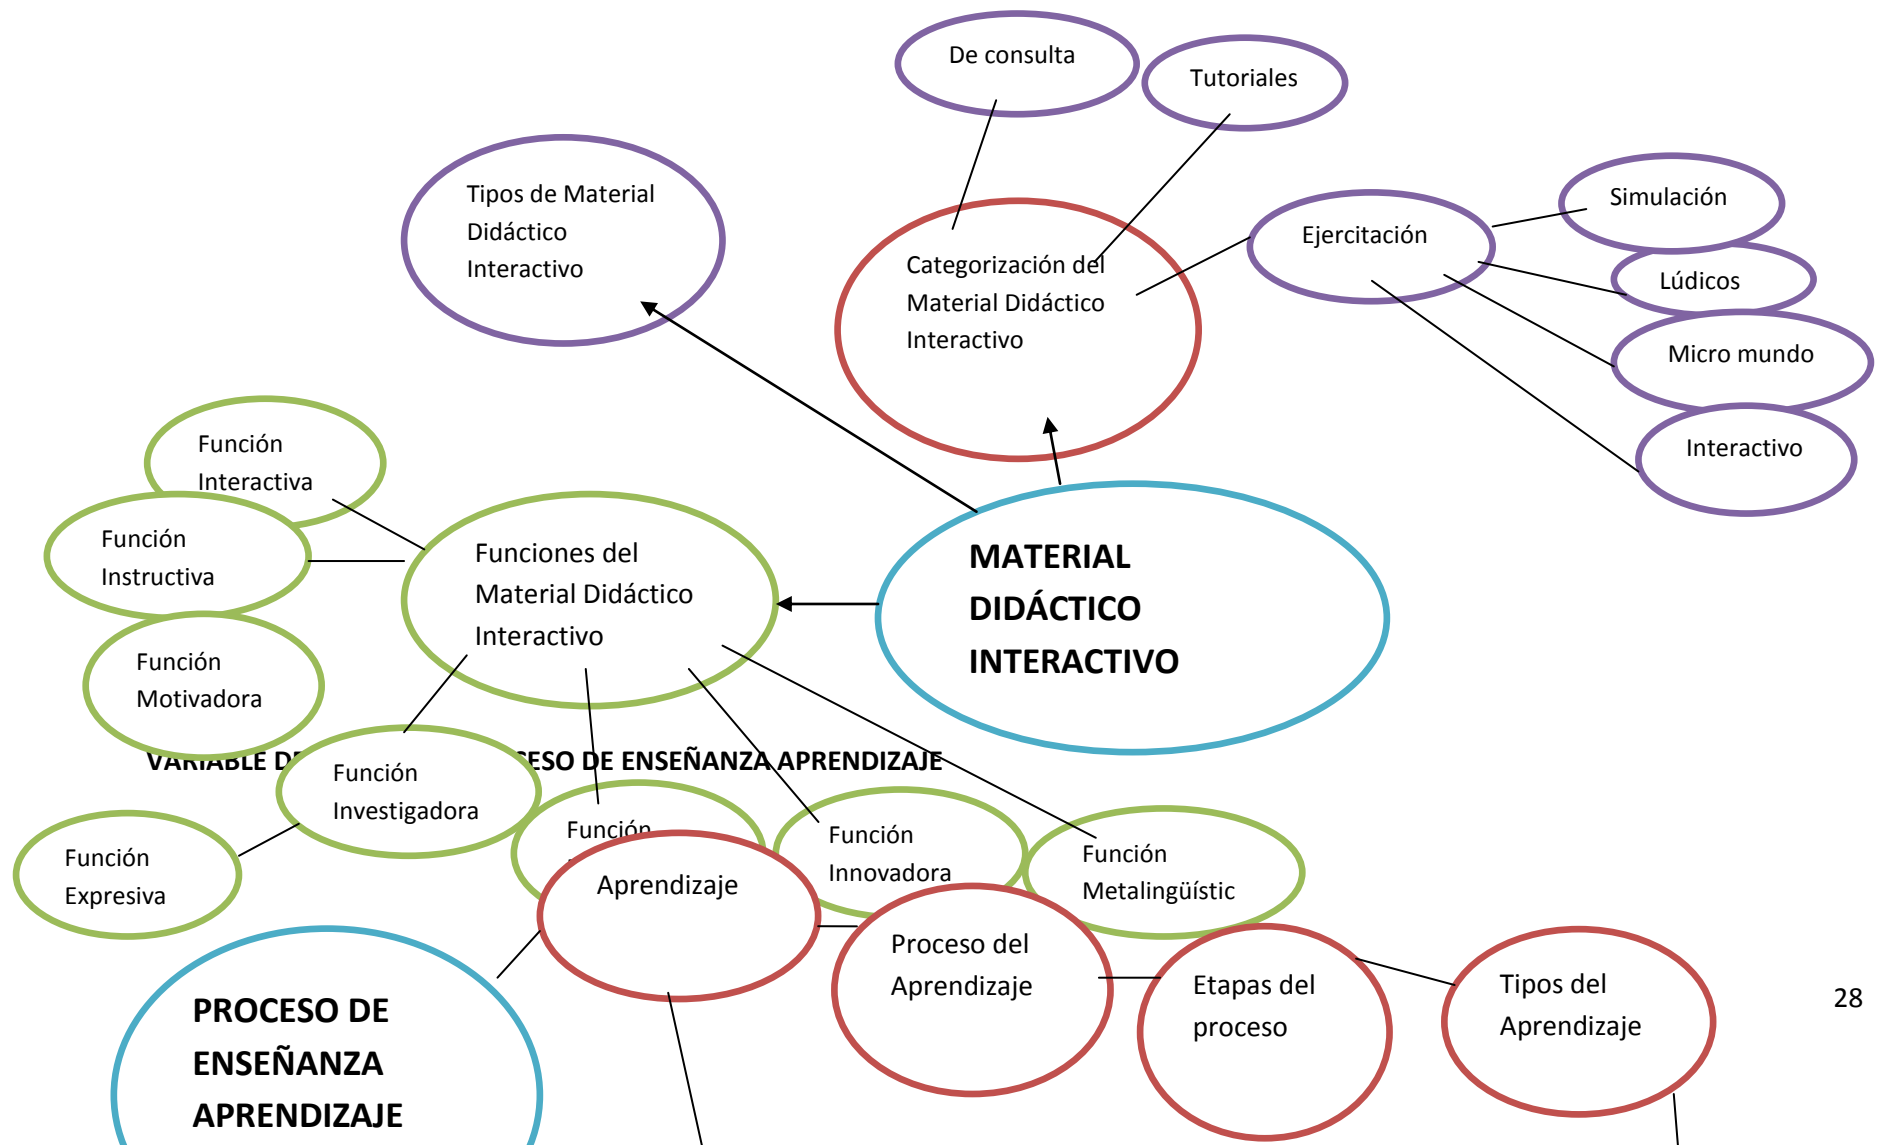 De consulta
Tutoriales
Tipos de Material
Didáctico
Interactivo
Simulación
Ejercitación
Categorización del
Material Didáctico
Interactivo
Lúdicos
Micro mundo
Interactivo
Función
Interactiva
Función
Instructiva
Funciones del
Material Didáctico
Interactivo
MATERIAL
DIDÁCTICO
INTERACTIVO
Función
Motivadora
VARIABLE DE CESO DE ENSEÑANZA APRENDIZAJE
Función
Investigadora
Función
Función
Innovadora
Función
Metalingüístic
Función
Expresiva
Aprendizaje
Proceso del
Aprendizaje
Etapas del
proceso
Tipos del
Aprendizaje
28
PROCESO DE
ENSEÑANZA
APRENDIZAJE